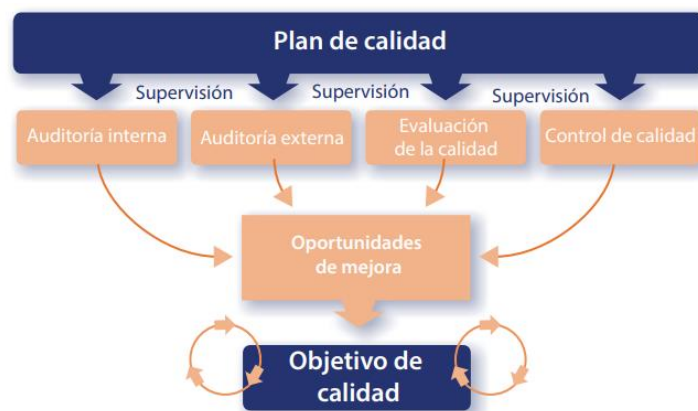 Plan de calidad
Supervisión
Supervisión
Supervisión
Auditoría interna
Auditoría externa
Evaluación
de la calidad
Control de calidad
Oportunidades
de mejora
Objetivo de
calidad